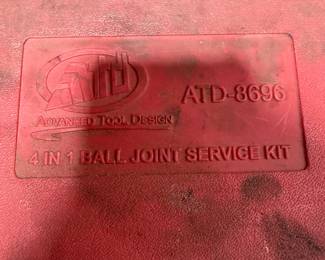 ATD
ATD-8696
ADVANCED TOOL DESIGN
4 IN 1 BALL JOINT SERVICE KIT